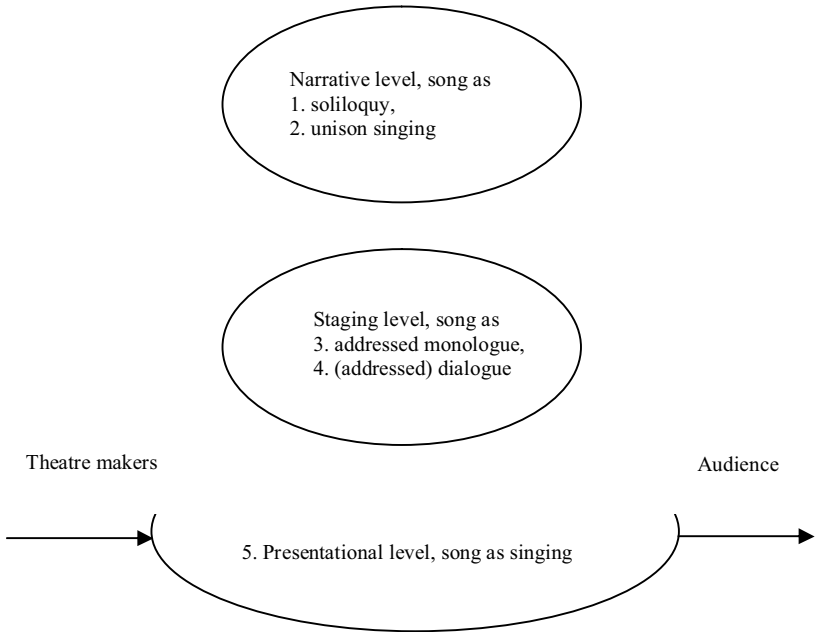 Narrative level, song as
1. soliloquy,
2. unison singing
Staging level, song as
3. addressed monologue,
4. (addressed) dialogue
Theatre makers
Audience
5. Presentational level, song as singing